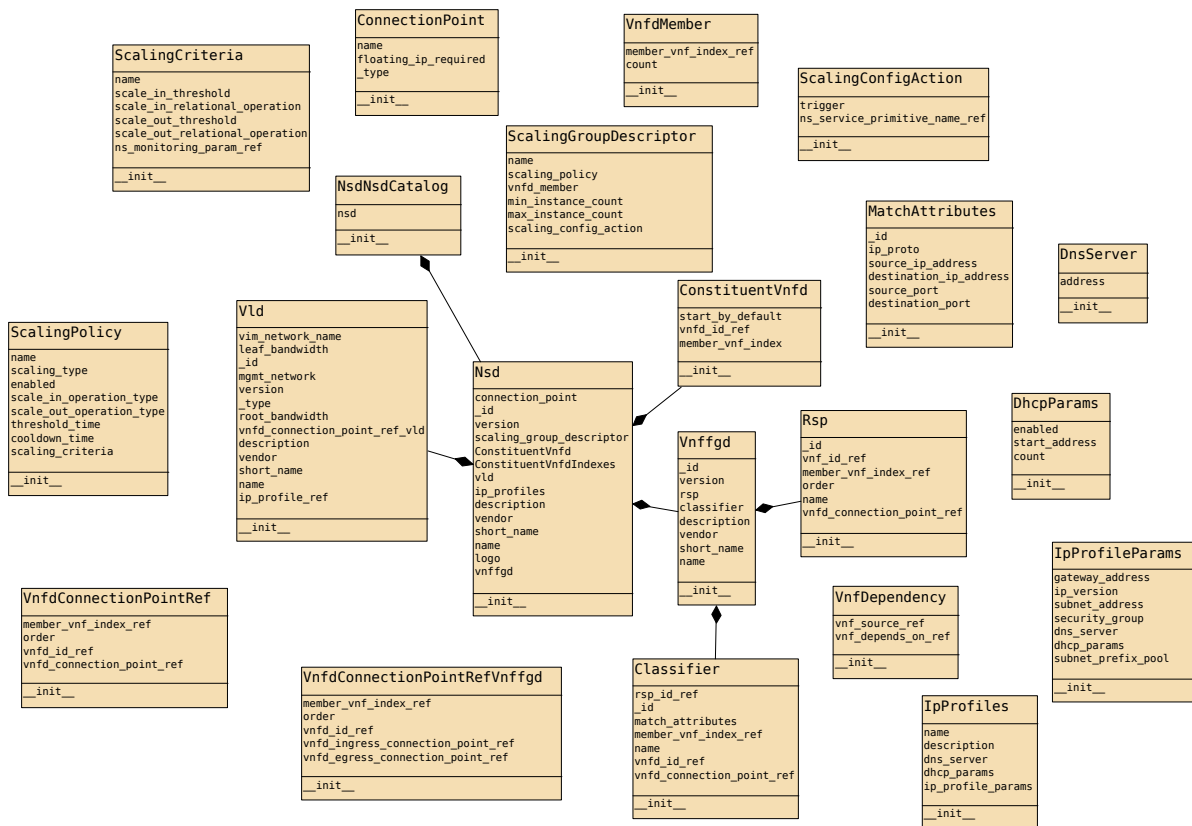 ConnectionPoint
name
floating_ip_required
_type
__init__
VnfdMember
member_vnf_index_ref
count
__init__
ScalingCriteria
name
scale_in_threshold
scale_in_relational_operation
scale_out_threshold
scale_out_relational_operation
ns_monitoring_param_ref
__init__
ScalingConfigAction
trigger
ns_service_primitive_name_ref
__init__
ScalingGroupDescriptor
name
scaling_policy
vnfd_member
min_instance_count
max_instance_count
scaling_config_action
__init__
NsdNsdCatalog
nsd
__init__
MatchAttributes
_id
ip_proto
source_ip_address
destination_ip_address
source_port
destination_port
__init__
DnsServer
address
__init__
ConstituentVnfd
start_by_default
vnfd_id_ref
member_vnf_index
__init__
Vld
vim_network_name
leaf_bandwidth
_id
mgmt_network
version
_type
root_bandwidth
vnfd_connection_point_ref_vld
description
vendor
short_name
name
ip_profile_ref
__init__
ScalingPolicy
name
scaling_type
enabled
scale_in_operation_type
scale_out_operation_type
threshold_time
cooldown_time
scaling_criteria
__init__
Nsd
connection_point
_id
version
scaling_group_descriptor
ConstituentVnfd
ConstituentVnfdIndexes
vld
ip_profiles
description
vendor
short_name
name
logo
vnffgd
__init__
DhcpParams
enabled
start_address
count
__init__
Rsp
_id
vnf_id_ref
member_vnf_index_ref
order
name
vnfd_connection_point_ref
__init__
Vnffgd
_id
version
rsp
classifier
description
vendor
short_name
name
__init__
IpProfileParams
gateway_address
ip_version
subnet_address
security_group
dns_server
dhcp_params
subnet_prefix_pool
__init__
VnfdConnectionPointRef
member_vnf_index_ref
order
vnfd_id_ref
vnfd_connection_point_ref
__init__
VnfDependency
vnf_source_ref
vnf_depends_on_ref
__init__
VnfdConnectionPointRefVnffgd
member_vnf_index_ref
order
vnfd_id_ref
vnfd_ingress_connection_point_ref
vnfd_egress_connection_point_ref
__init__
Classifier
rsp_id_ref
_id
match_attributes
member_vnf_index_ref
name
vnfd_id_ref
vnfd_connection_point_ref
__init__
IpProfiles
name
description
dns_server
dhcp_params
ip_profile_params
__init__